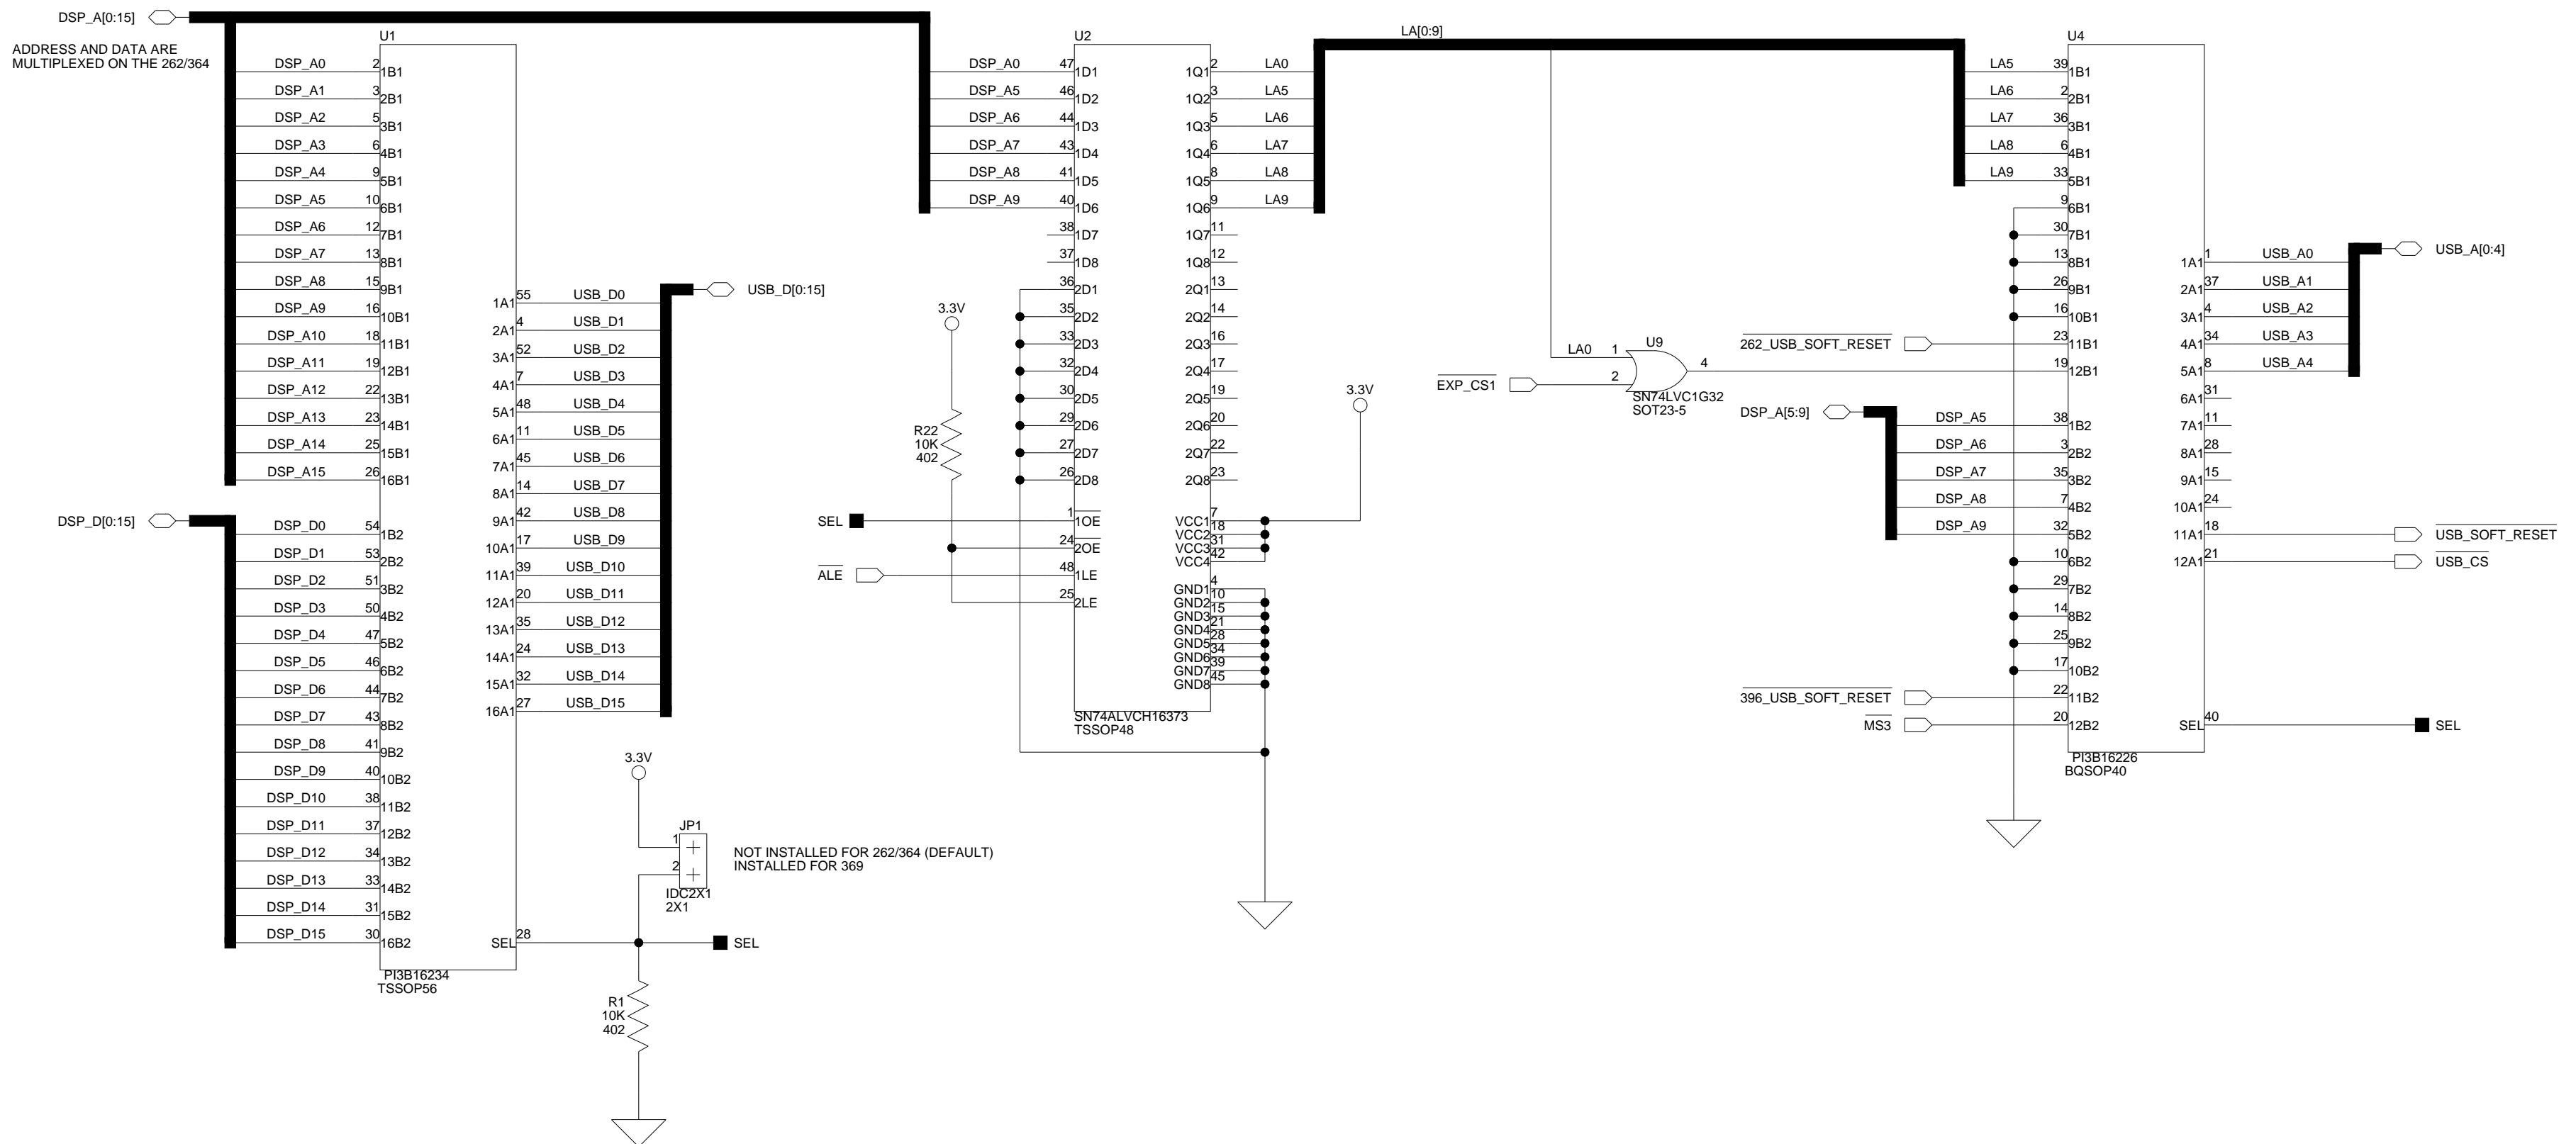 DSP_A[0:15]
ADDRESS AND DATA ARE
MULTIPLEXED ON THE 262/364
U1
DSP_A0 2 1B1
DSP_A1 3 2B1
DSP_A2 5 3B1
DSP_A3 6 4B1
DSP_A4 9 5B1
DSP_A5 10 6B1
DSP_A6 12 7B1
DSP_A7 13 8B1
DSP_A8 15 9B1
DSP_A9 16 10B1
DSP_A10 18 11B1
DSP_A11 19 12B1
DSP_A12 22 13B1
DSP_A13 23 14B1
DSP_A14 25 15B1
DSP_A15 26 16B1
DSP_D[0:15]
DSP_D0 54 1B2
DSP_D1 53 2B2
DSP_D2 51 3B2
DSP_D3 50 4B2
DSP_D4 47 5B2
DSP_D5 46 6B2
DSP_D6 44 7B2
DSP_D7 43 8B2
DSP_D8 41 9B2
DSP_D9 40 10B2
DSP_D10 38 11B2
DSP_D11 37 12B2
DSP_D12 34 13B2
DSP_D13 33 14B2
DSP_D14 31 15B2
DSP_D15 30 16B2
1A1 55 USB_D0
2A1 4 USB_D1
3A1 52 USB_D2
4A1 7 USB_D3
5A1 48 USB_D4
6A1 11 USB_D5
7A1 45 USB_D6
8A1 14 USB_D7
9A1 42 USB_D8
10A1 17 USB_D9
11A1 39 USB_D10
12A1 20 USB_D11
13A1 35 USB_D12
14A1 24 USB_D13
15A1 32 USB_D14
16A1 27 USB_D15
USB_D[0:15]
SEL 28 SEL
PI3B16234
TSSOP56
3.3V
JP1
1
2
IDC2X1
2X1
NOT INSTALLED FOR 262/364 (DEFAULT)
INSTALLED FOR 369
R1
10K
402
U2
DSP_A0 47 1D1
DSP_A5 46 1D2
DSP_A6 44 1D3
DSP_A7 43 1D4
DSP_A8 41 1D5
DSP_A9 40 1D6
38 1D7
37 1D8
36 2D1
35 2D2
33 2D3
32 2D4
30 2D5
29 2D6
27 2D7
26 2D8
3.3V
R22
10K
402
SEL 1 1OE
24 2OE
ALE 48 1LE
25 2LE
1Q1 2 LA0
1Q2 3 LA5
1Q3 5 LA6
1Q4 6 LA7
1Q5 8 LA8
1Q6 9 LA9
1Q7 11
1Q8 12
2Q1 13
2Q2 14
2Q3 16
2Q4 17
2Q5 19
2Q6 20
2Q7 22
2Q8 23
VCC1 7
VCC2 18
VCC3 31
VCC4 42
GND1 4
GND2 10
GND3 15
GND4 21
GND5 28
GND6 34
GND7 39
GND8 45
SN74ALVCH16373
TSSOP48
3.3V
LA[0:9]
LA0 1
EXP_CS1 2
U9
4
SN74LVC1G32
SOT23-5
U4
LA5 39 1B1
LA6 2 2B1
LA7 36 3B1
LA8 6 4B1
LA9 33 5B1
9 6B1
30 7B1
13 8B1
26 9B1
16 10B1
262_USB_SOFT_RESET 23 11B1
19 12B1
DSP_A[5:9]
DSP_A5 38 1B2
DSP_A6 3 2B2
DSP_A7 35 3B2
DSP_A8 7 4B2
DSP_A9 32 5B2
10 6B2
29 7B2
14 8B2
25 9B2
17 10B2
396_USB_SOFT_RESET 22 11B2
MS3 20 12B2
1A1 1 USB_A0
2A1 37 USB_A1
3A1 4 USB_A2
4A1 34 USB_A3
5A1 8 USB_A4
6A1 31
7A1 11
8A1 28
9A1 15
10A1 24
11A1 18 USB_SOFT_RESET
12A1 21 USB_CS
USB_A[0:4]
SEL 40 SEL
PI3B16226
BQSOP40